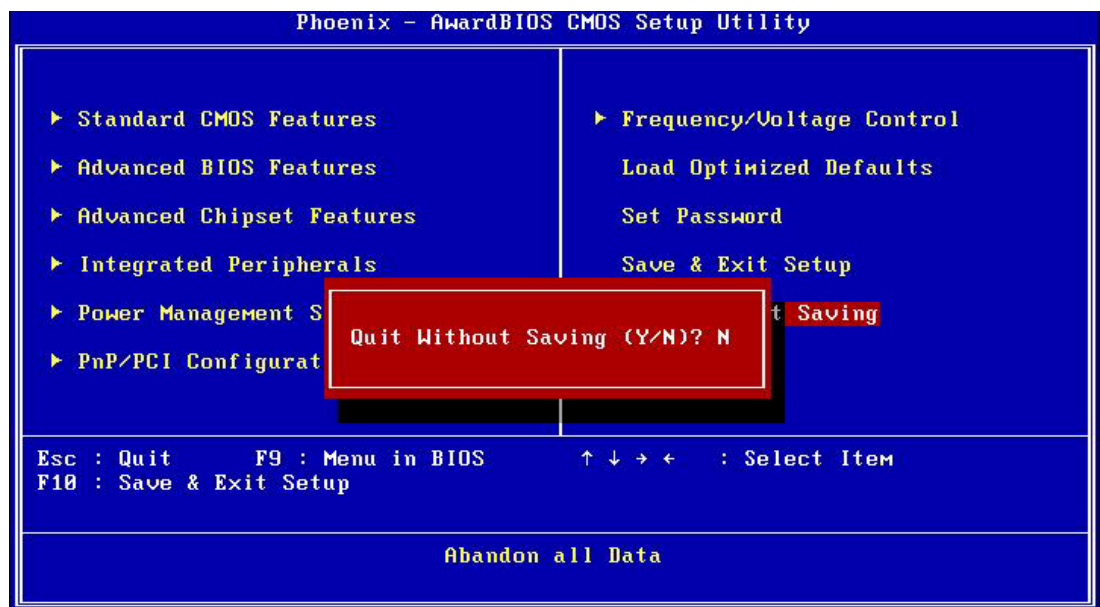 Phoenix - AwardBIOS CMOS Setup Utility
▶ Standard CMOS Features
▶ Advanced BIOS Features
▶ Advanced Chipset Features
▶ Integrated Peripherals
▶ Power Management S
▶ PnP/PCI Configurat
▶ Frequency/Voltage Control
Load Optimized Defaults
Set Password
Save & Exit Setup
t Saving
Quit Without Saving (Y/N)? N
Esc : Quit F9 : Menu in BIOS ↑ ↓ → ← : Select Item
F10 : Save & Exit Setup
Abandon all Data